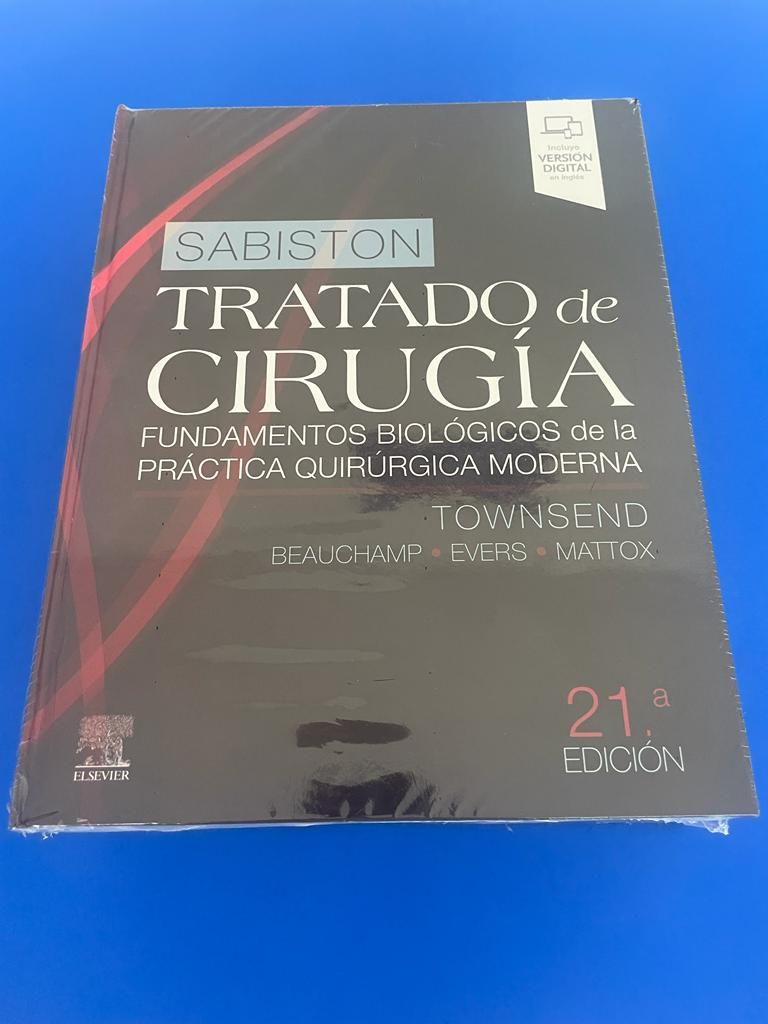 Incluye
VERSIÓN
DIGITAL
en inglés
SABISTON
TRATADO de
CIRUGÍA
FUNDAMENTOS BIOLÓGICOS de la
PRÁCTICA QUIRÚRGICA MODERNA
TOWNSEND
BEAUCHAMP • EVERS • MATTOX
21.ª
EDICIÓN
ELSEVIER